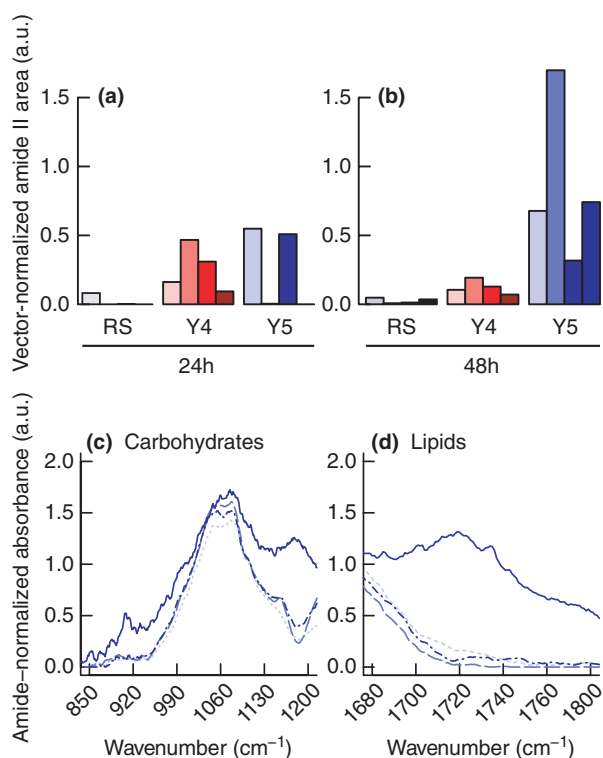 Vector-normalized amide II area (a.u.)
(a)
(b)
1.5
1.0
0.5
0.0
1.5
1.0
0.5
0.0
RS Y4 Y5
RS Y4 Y5
24h
48h
Amide–normalized absorbance (a.u.)
(c) Carbohydrates
(d) Lipids
2.0
1.5
1.0
0.5
0.0
2.0
1.5
1.0
0.5
0.0
850 920 990 1060 1130 1200
1680 1700 1720 1740 1760 1800
Wavenumber (cm⁻¹)
Wavenumber (cm⁻¹)